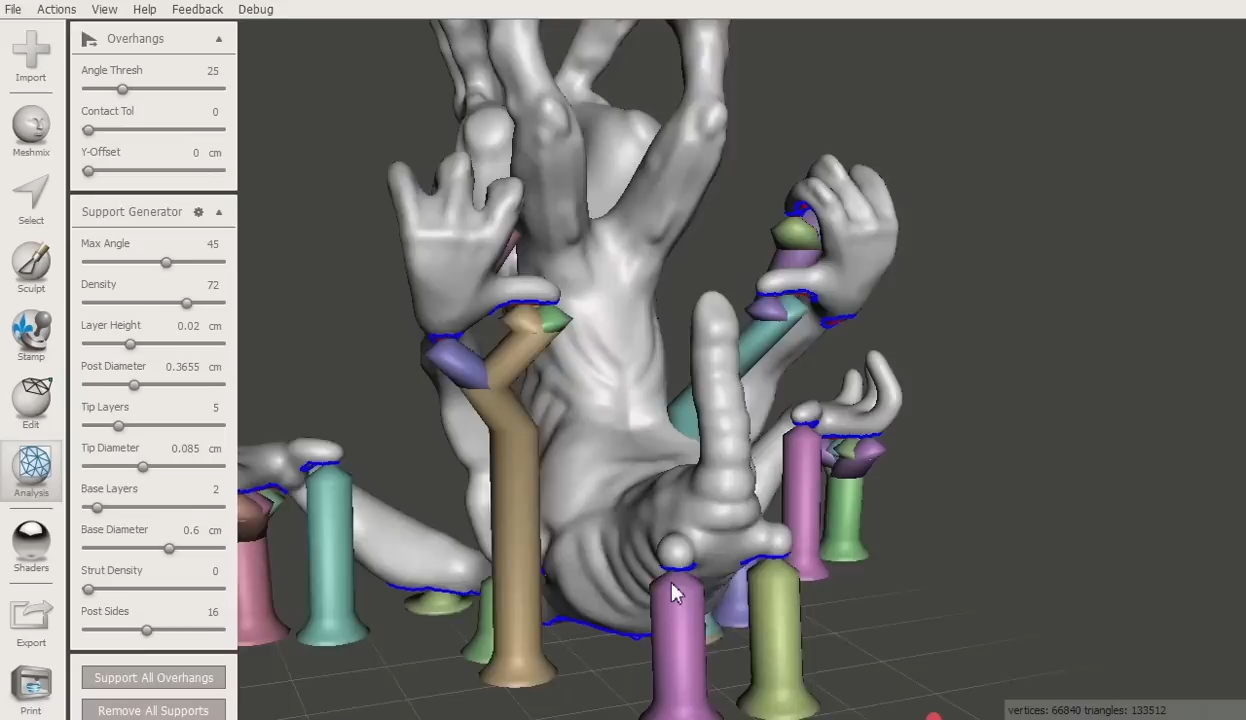 File Actions View Help Feedback Debug
Import
Meshmix
Select
Sculpt
Stamp
Edit
Analysis
Shaders
Export
Print
Overhangs
Angle Thresh 25
Contact Tol 0
Y-Offset 0 cm
Support Generator
Max Angle 45
Density 72
Layer Height 0.02 cm
Post Diameter 0.3655 cm
Tip Layers 5
Tip Diameter 0.085 cm
Base Layers 2
Base Diameter 0.6 cm
Strut Density 0
Post Sides 16
Support All Overhangs
Remove All Supports
vertices: 66840 triangles: 133512